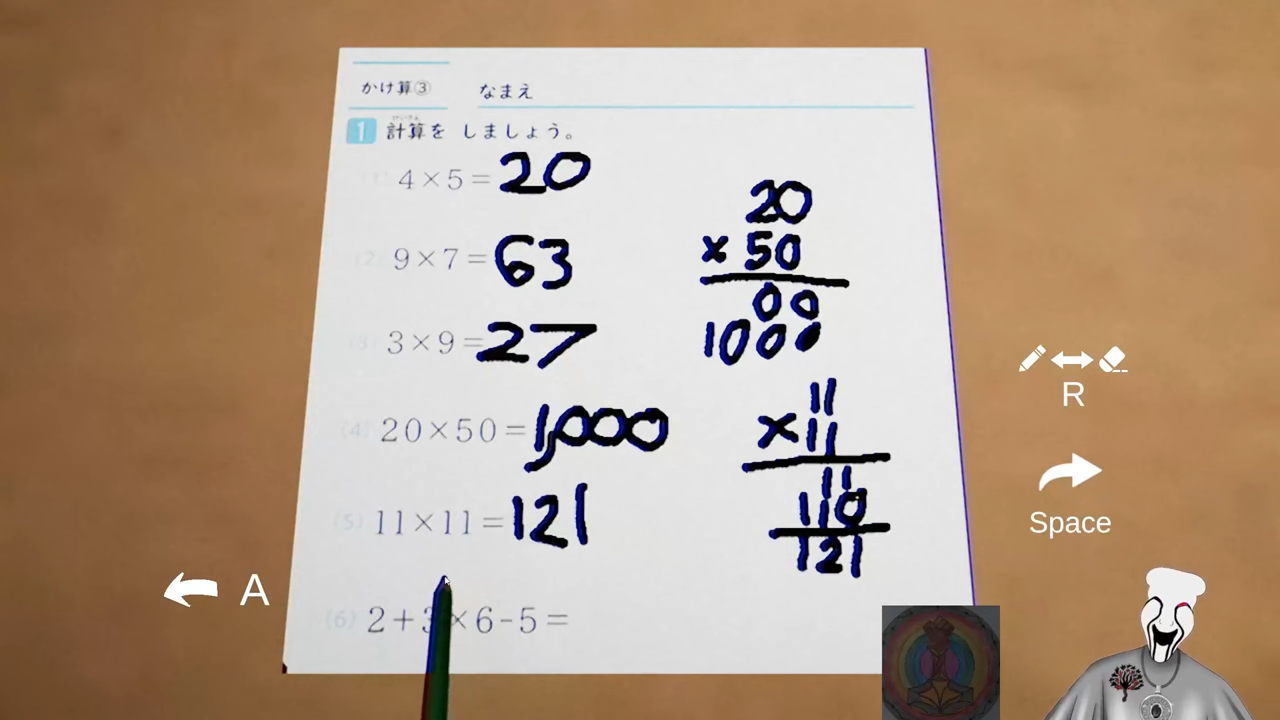 かけ算③ なまえ
1 計算を しましょう。
けいさん
(1) 4×5=20
(2) 9×7=63
(3) 3×9=27
(4) 20×50=1,000
(5) 11×11=121
(6) 2+3×6-5=
20
×50
00
1000
11
×11
11
110
121
R
Space
A